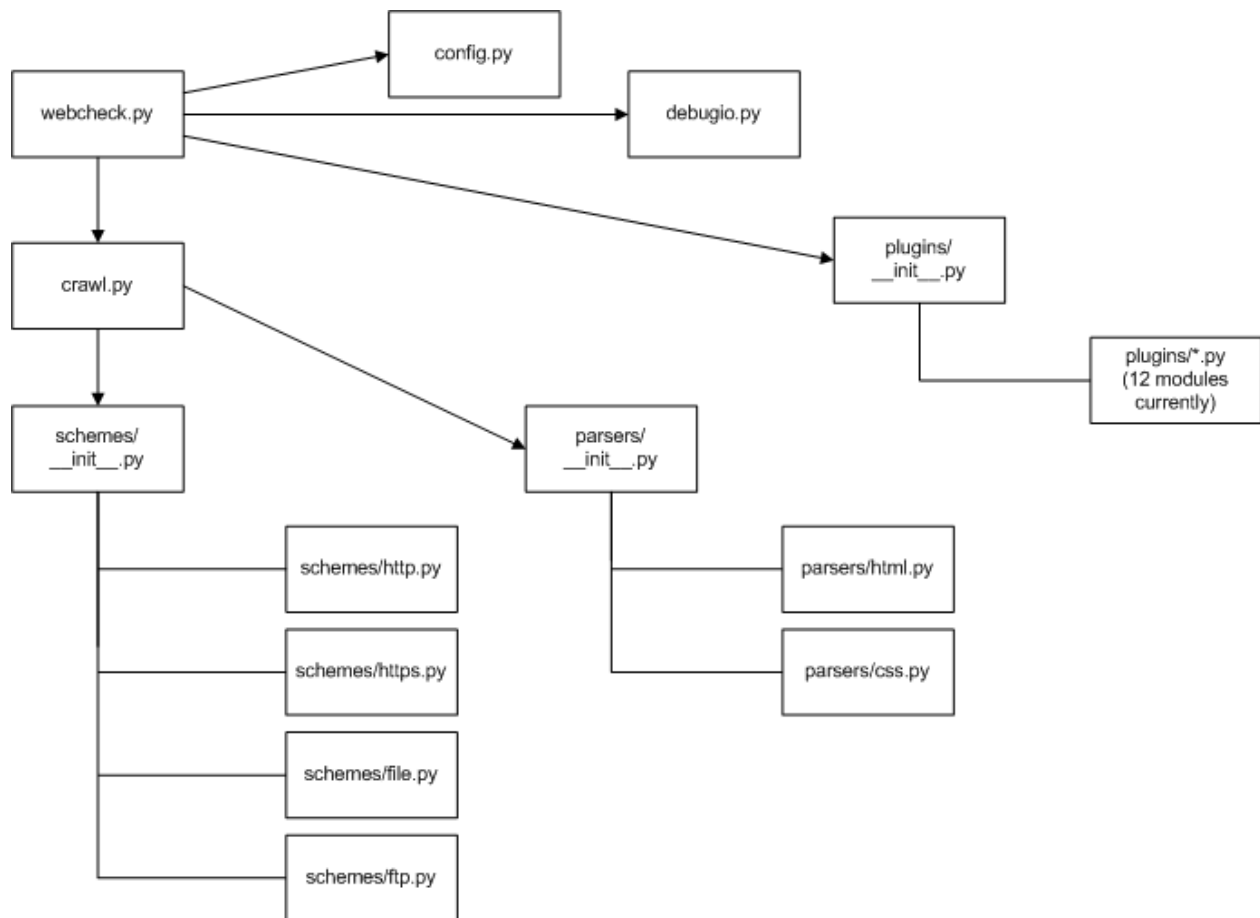 config.py
webcheck.py
debugio.py
plugins/
__init__.py
crawl.py
plugins/*.py
(12 modules
currently)
schemes/
__init__.py
parsers/
__init__.py
schemes/http.py
parsers/html.py
schemes/https.py
parsers/css.py
schemes/file.py
schemes/ftp.py